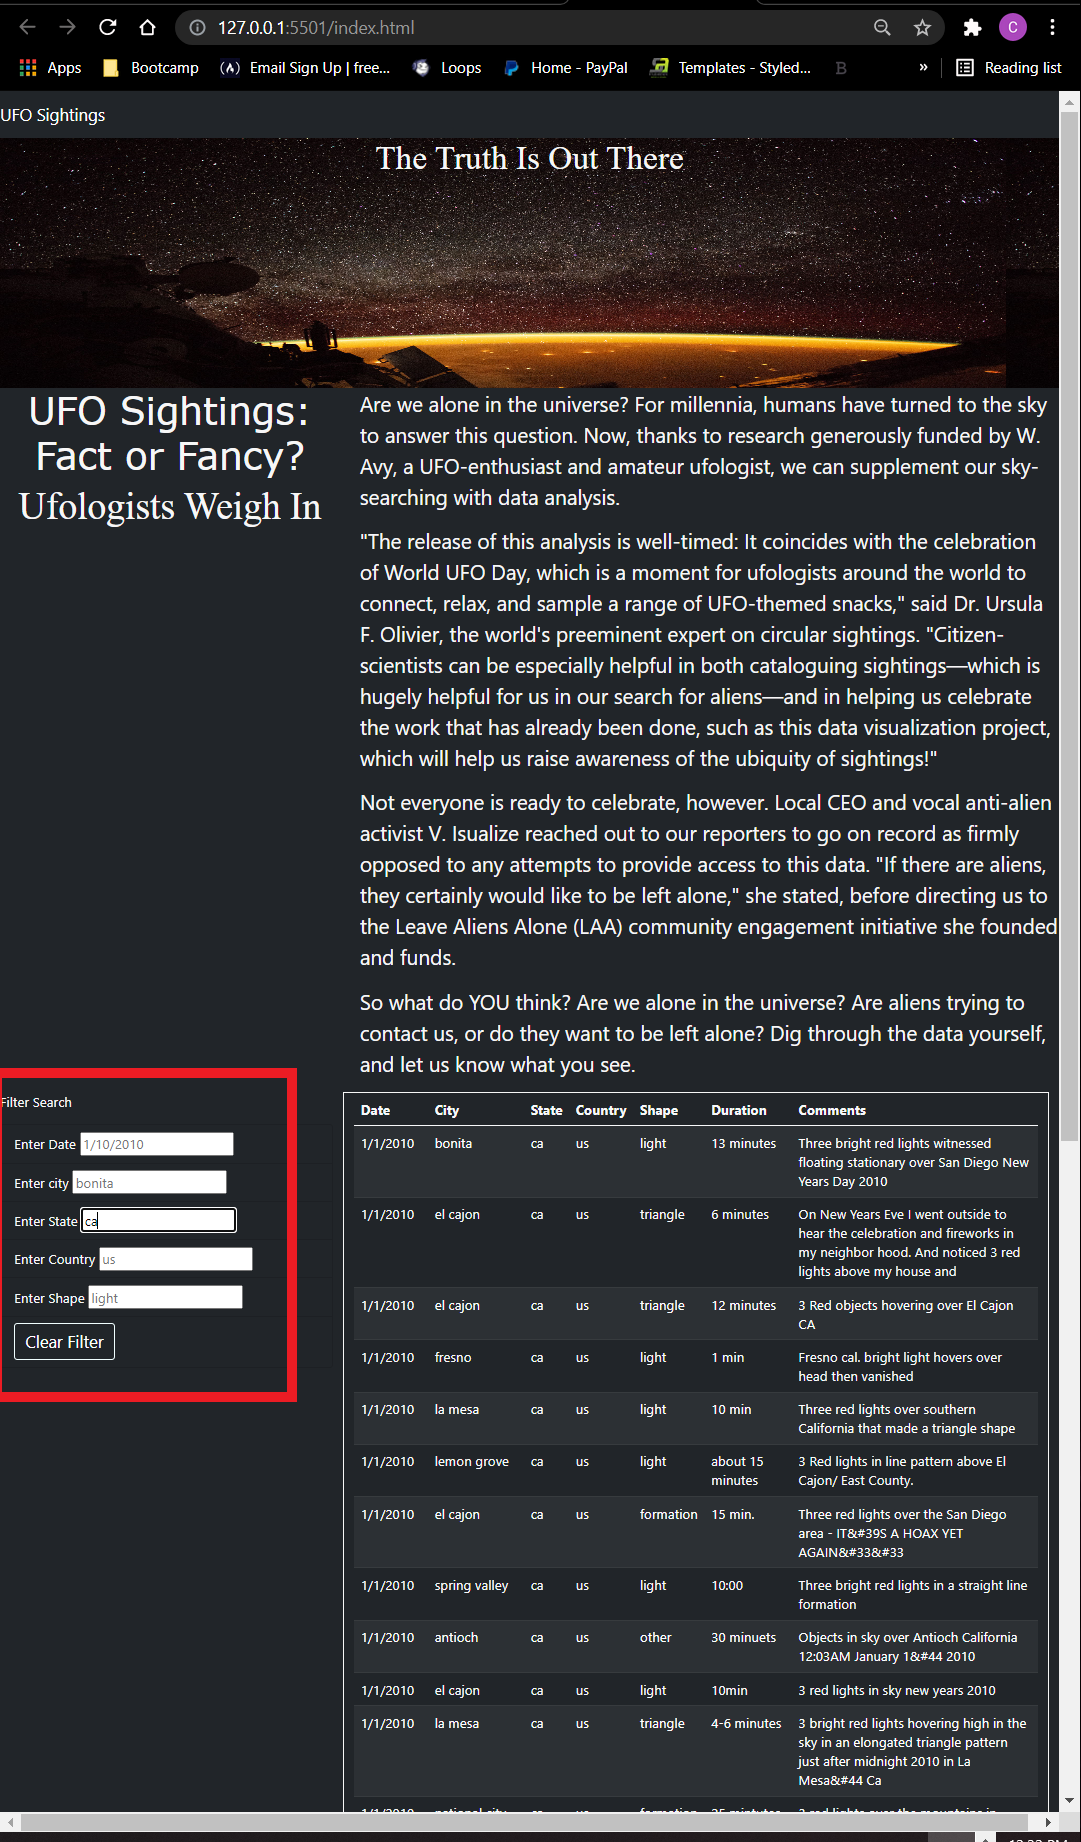 127.0.0.1:5501/index.html
C
Apps
Bootcamp
Email Sign Up | free...
Loops
Home - PayPal
Templates - Styled...
B
»
Reading list
UFO Sightings
The Truth Is Out There
UFO Sightings:
Fact or Fancy?
Ufologists Weigh In
Are we alone in the universe? For millennia, humans have turned to the sky
to answer this question. Now, thanks to research generously funded by W.
Avy, a UFO-enthusiast and amateur ufologist, we can supplement our sky-
searching with data analysis.
"The release of this analysis is well-timed: It coincides with the celebration
of World UFO Day, which is a moment for ufologists around the world to
connect, relax, and sample a range of UFO-themed snacks," said Dr. Ursula
F. Olivier, the world's preeminent expert on circular sightings. "Citizen-
scientists can be especially helpful in both cataloguing sightings—which is
hugely helpful for us in our search for aliens—and in helping us celebrate
the work that has already been done, such as this data visualization project,
which will help us raise awareness of the ubiquity of sightings!"
Not everyone is ready to celebrate, however. Local CEO and vocal anti-alien
activist V. Isualize reached out to our reporters to go on record as firmly
opposed to any attempts to provide access to this data. "If there are aliens,
they certainly would like to be left alone," she stated, before directing us to
the Leave Aliens Alone (LAA) community engagement initiative she founded
and funds.
So what do YOU think? Are we alone in the universe? Are aliens trying to
contact us, or do they want to be left alone? Dig through the data yourself,
and let us know what you see.
Filter Search
Enter Date 1/10/2010
Enter city bonita
Enter State ca
Enter Country us
Enter Shape light
Clear Filter
Date City State Country Shape Duration Comments
1/1/2010 bonita ca us light 13 minutes Three bright red lights witnessed
floating stationary over San Diego New
Years Day 2010
1/1/2010 el cajon ca us triangle 6 minutes On New Years Eve I went outside to
hear the celebration and fireworks in
my neighbor hood. And noticed 3 red
lights above my house and
1/1/2010 el cajon ca us triangle 12 minutes 3 Red objects hovering over El Cajon
CA
1/1/2010 fresno ca us light 1 min Fresno cal. bright light hovers over
head then vanished
1/1/2010 la mesa ca us light 10 min Three red lights over southern
California that made a triangle shape
1/1/2010 lemon grove ca us light about 15 3 Red lights in line pattern above El
minutes Cajon/ East County.
1/1/2010 el cajon ca us formation 15 min. Three red lights over the San Diego
area - IT&#39S A HOAX YET
AGAIN&#33&#33
1/1/2010 spring valley ca us light 10:00 Three bright red lights in a straight line
formation
1/1/2010 antioch ca us other 30 minuets Objects in sky over Antioch California
12:03AM January 1&#44 2010
1/1/2010 el cajon ca us light 10min 3 red lights in sky new years 2010
1/1/2010 la mesa ca us triangle 4-6 minutes 3 bright red lights hovering high in the
sky in an elongated triangle pattern
just after midnight 2010 in La
Mesa&#44 Ca